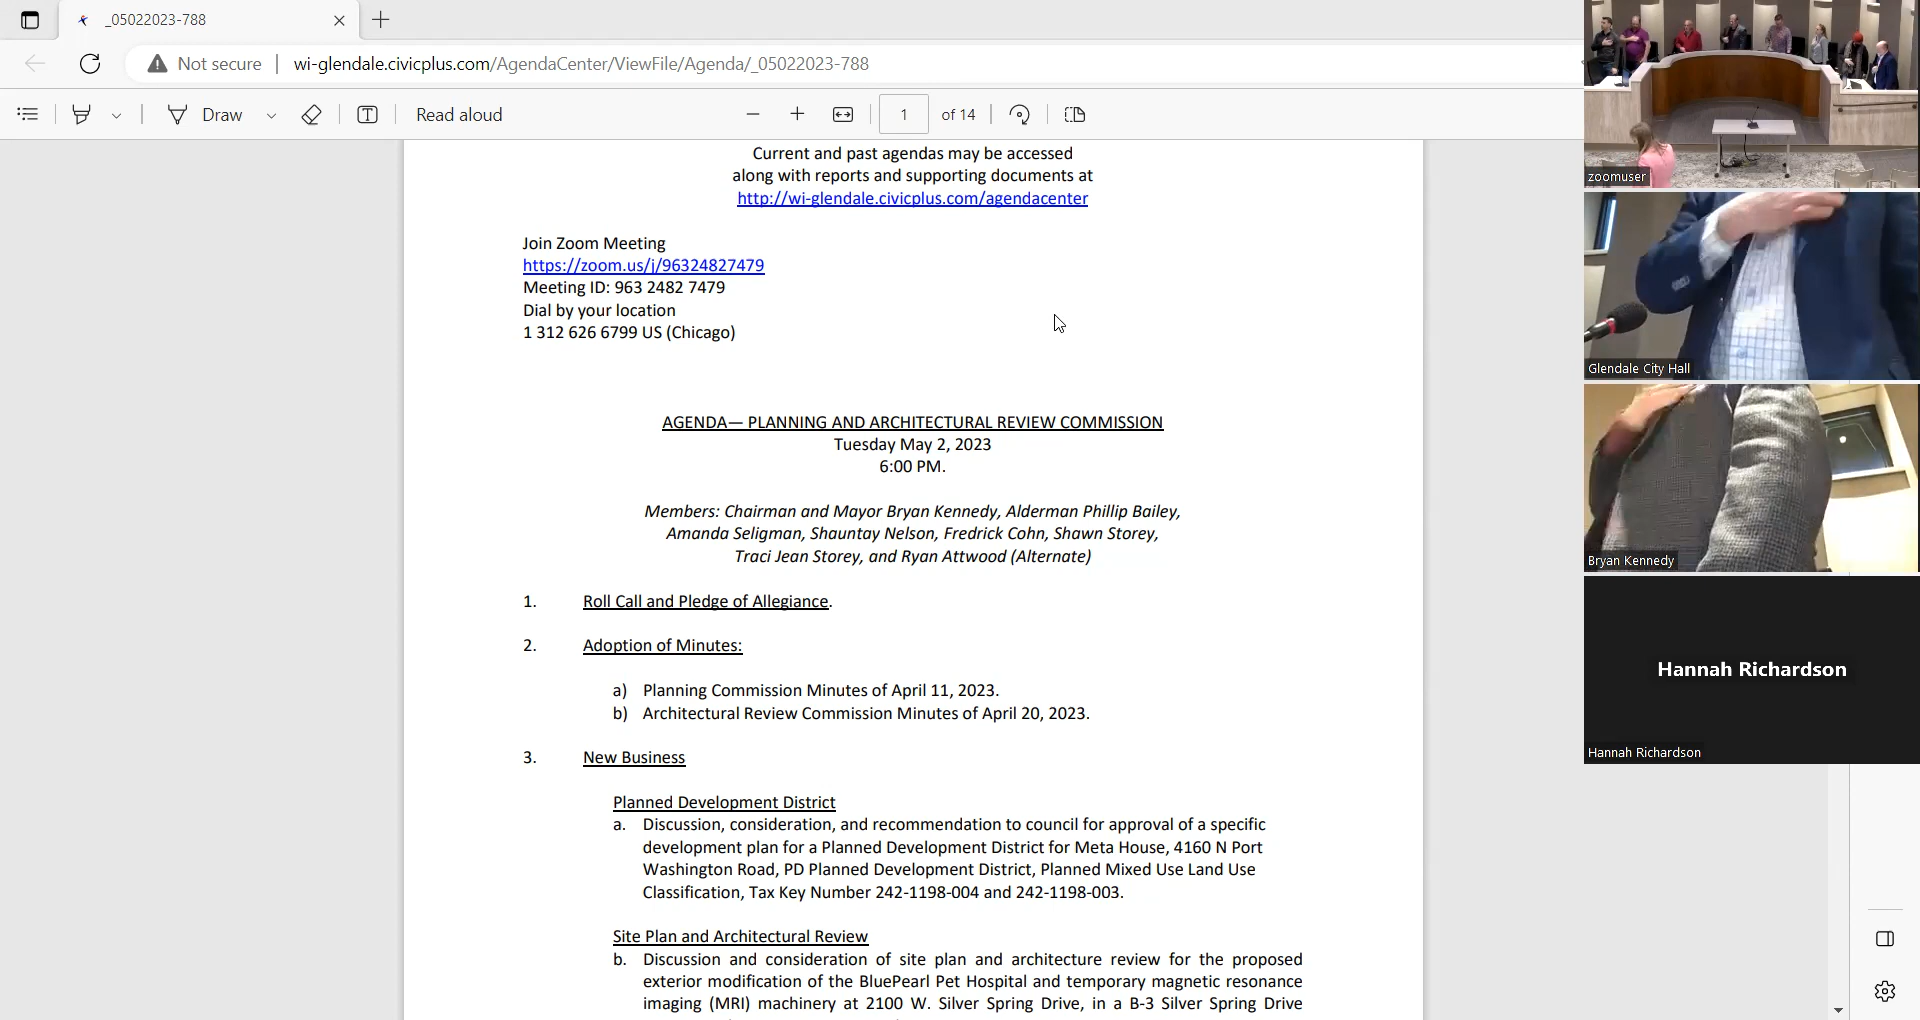 _05022023-788
Not secure
wi-glendale.civicplus.com/AgendaCenter/ViewFile/Agenda/_05022023-788
Draw
Read aloud
1 of 14
Current and past agendas may be accessed
along with reports and supporting documents at
http://wi-glendale.civicplus.com/agendacenter
Join Zoom Meeting
https://zoom.us/j/96324827479
Meeting ID: 963 2482 7479
Dial by your location
1 312 626 6799 US (Chicago)
AGENDA— PLANNING AND ARCHITECTURAL REVIEW COMMISSION
Tuesday May 2, 2023
6:00 PM.
Members: Chairman and Mayor Bryan Kennedy, Alderman Phillip Bailey,
Amanda Seligman, Shauntay Nelson, Fredrick Cohn, Shawn Storey,
Traci Jean Storey, and Ryan Attwood (Alternate)
1. Roll Call and Pledge of Allegiance.
2. Adoption of Minutes:
a) Planning Commission Minutes of April 11, 2023.
b) Architectural Review Commission Minutes of April 20, 2023.
3. New Business
Planned Development District
a. Discussion, consideration, and recommendation to council for approval of a specific
development plan for a Planned Development District for Meta House, 4160 N Port
Washington Road, PD Planned Development District, Planned Mixed Use Land Use
Classification, Tax Key Number 242-1198-004 and 242-1198-003.
Site Plan and Architectural Review
b. Discussion and consideration of site plan and architecture review for the proposed
exterior modification of the BluePearl Pet Hospital and temporary magnetic resonance
imaging (MRI) machinery at 2100 W. Silver Spring Drive, in a B-3 Silver Spring Drive
zoomuser
Glendale City Hall
Bryan Kennedy
Hannah Richardson
Hannah Richardson